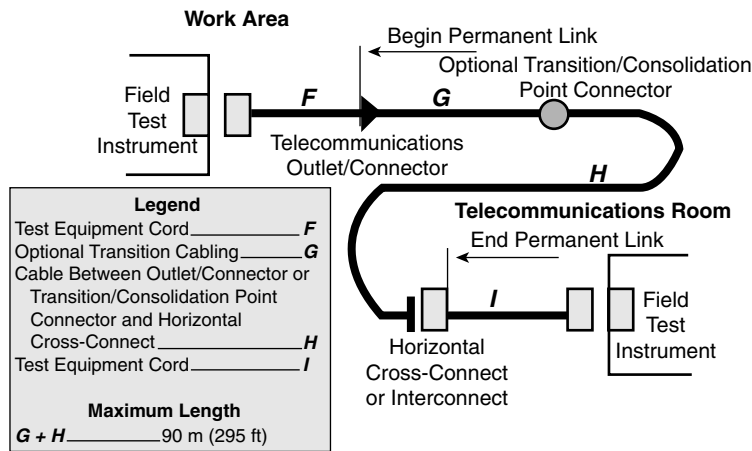 Work Area
Begin Permanent Link
Optional Transition/Consolidation
Point Connector
Field
Test
Instrument
F
G
Telecommunications
Outlet/Connector
H
Telecommunications Room
End Permanent Link
I
Field
Test
Instrument
Horizontal
Cross-Connect
or Interconnect
Legend
Test Equipment Cord F
Optional Transition Cabling G
Cable Between Outlet/Connector or
Transition/Consolidation Point
Connector and Horizontal
Cross-Connect H
Test Equipment Cord I
Maximum Length
G + H 90 m (295 ft)